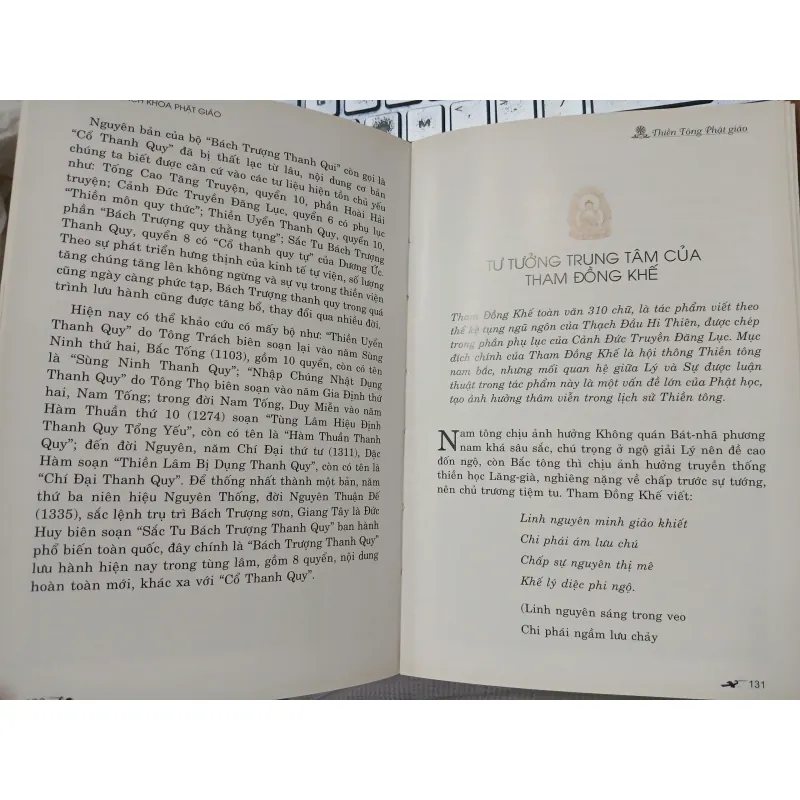 KHOA PHẬT GIÁO
Nguyên bản của bộ “Bách Trượng Thanh Qui” còn gọi là
“Cổ Thanh Quy” đã bị thất lạc từ lâu, nội dung cơ bản
chúng ta biết được căn cứ vào các tư liệu hiện tồn chủ yếu
như: Tống Cao Tăng Truyện, quyển 10, phần Hoài Hải
truyện; Cảnh Đức Truyền Đăng Lục, quyển 6 có phụ lục
“Thiền môn quy thức”; Thiền Uyển Thanh Quy, quyển 10,
phần “Bách Trượng quy thằng tụng”; Sắc Tu Bách Trượng
Thanh Quy, quyển 8 có “Cổ thanh quy tự” của Dương Ức.
Theo sự phát triển hưng thịnh của kinh tế tự viện, số lượng
tăng chúng tăng lên không ngừng và sự vụ trong thiền viện
cũng ngày càng phức tạp, Bách Trượng thanh quy trong quá
trình lưu hành cũng được tăng bổ, thay đổi qua nhiều đời.
Hiện nay có thể khảo cứu có mấy bộ như: “Thiền Uyển
Thanh Quy” do Tông Trách biên soạn lại vào năm Sùng
Ninh thứ hai, Bắc Tống (1103), gồm 10 quyển, còn có tên
là “Sùng Ninh Thanh Quy”; “Nhập Chúng Nhật Dụng
Thanh Quy” do Tông Thọ biên soạn vào năm Gia Định thứ
hai, Nam Tống; trong đời Nam Tống, Duy Miễn vào năm
Hàm Thuần thứ 10 (1274) soạn “Tùng Lâm Hiệu Định
Thanh Quy Tổng Yếu”, còn có tên là “Hàm Thuần Thanh
Quy”; đến đời Nguyên, năm Chí Đại thứ tư (1311), Dặc
Hàm soạn “Thiền Lâm Bị Dụng Thanh Quy”, còn có tên là
“Chí Đại Thanh Quy”. Để thống nhất thành một bản, năm
thứ ba niên hiệu Nguyên Thống, đời Nguyên Thuận Đế
(1335), sắc lệnh trụ trì Bách Trượng sơn, Giang Tây là Đức
Huy biên soạn “Sắc Tu Bách Trượng Thanh Quy” ban hành
phổ biến toàn quốc, đây chính là “Bách Trượng Thanh Quy”
lưu hành hiện nay trong tùng lâm, gồm 8 quyển, nội dung
hoàn toàn mới, khác xa với “Cổ Thanh Quy”.
Thiền Tông Phật giáo
TƯ TƯỞNG TRUNG TÂM CỦA
THAM ĐỒNG KHẾ
Tham Đồng Khế toàn văn 310 chữ, là tác phẩm viết theo
thể kệ tụng ngũ ngôn của Thạch Đầu Hi Thiên, được chép
trong phần phụ lục của Cảnh Đức Truyền Đăng Lục. Mục
đích chính của Tham Đồng Khế là hội thông Thiền tông
nam bắc, nhưng mối quan hệ giữa Lý và Sự được luận
thuật trong tác phẩm này là một vấn đề lớn của Phật học,
tạo ảnh hưởng thâm viễn trong lịch sử Thiền tông.
Nam tông chịu ảnh hưởng Không quán Bát-nhã phương
nam khá sâu sắc, chú trọng ở ngộ giải Lý nên đề cao
đốn ngộ, còn Bắc tông thì chịu ảnh hưởng truyền thống
thiền học Lăng-già, nghiêng nặng về chấp trước sự tướng,
nên chủ trương tiệm tu. Tham Đồng Khế viết:
Linh nguyên minh giảo khiết
Chi phái ám lưu chú
Chấp sự nguyên thị mê
Khế lý diệc phi ngộ.
(Linh nguyên sáng trong veo
Chi phái ngầm lưu chảy
131